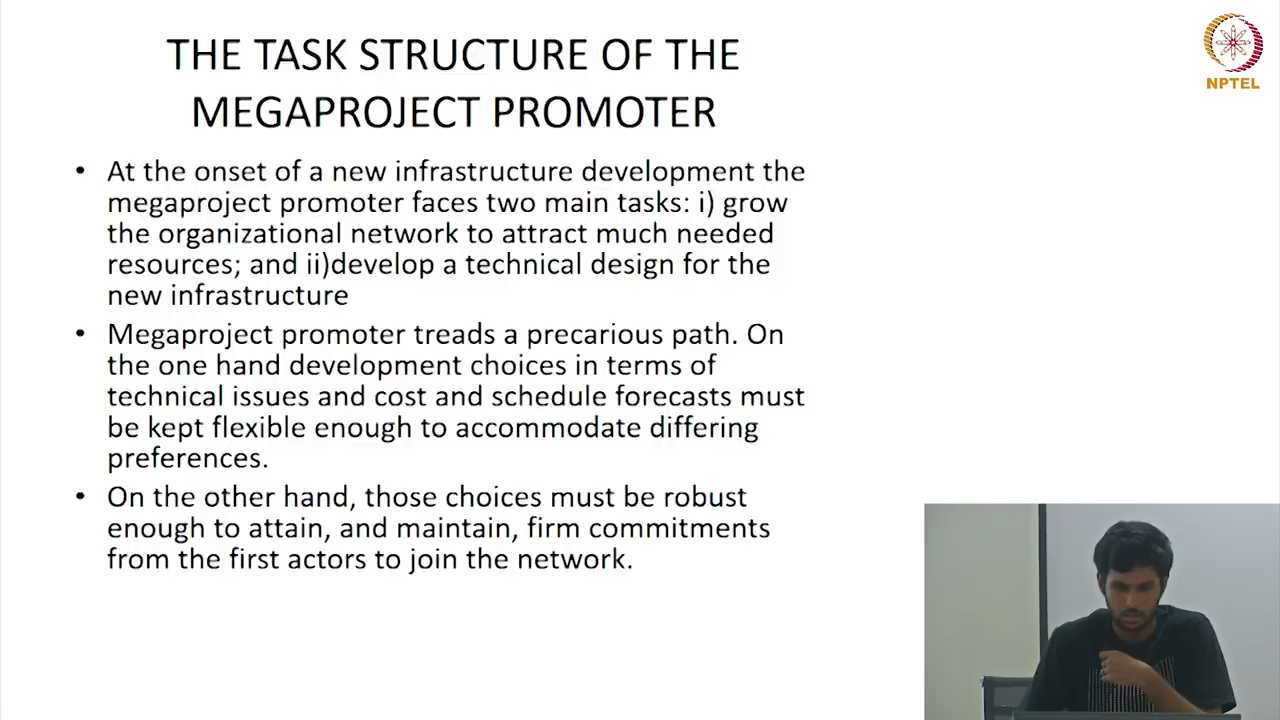 THE TASK STRUCTURE OF THE
MEGAPROJECT PROMOTER
NPTEL
• At the onset of a new infrastructure development the
megaproject promoter faces two main tasks: i) grow
the organizational network to attract much needed
resources; and ii)develop a technical design for the
new infrastructure
• Megaproject promoter treads a precarious path. On
the one hand development choices in terms of
technical issues and cost and schedule forecasts must
be kept flexible enough to accommodate differing
preferences.
• On the other hand, those choices must be robust
enough to attain, and maintain, firm commitments
from the first actors to join the network.